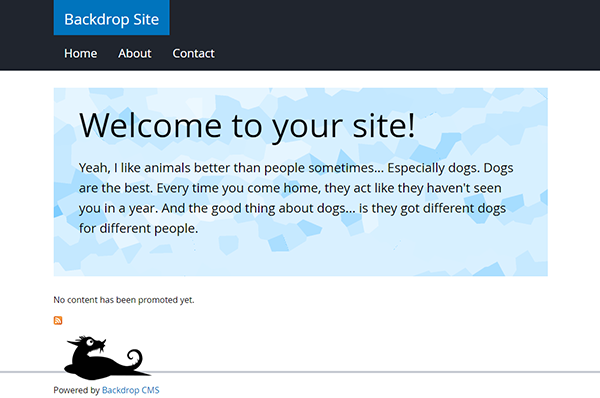 Backdrop Site
Home About Contact
Welcome to your site!
Yeah, I like animals better than people sometimes... Especially dogs. Dogs
are the best. Every time you come home, they act like they haven't seen
you in a year. And the good thing about dogs... is they got different dogs
for different people.
No content has been promoted yet.
Powered by Backdrop CMS